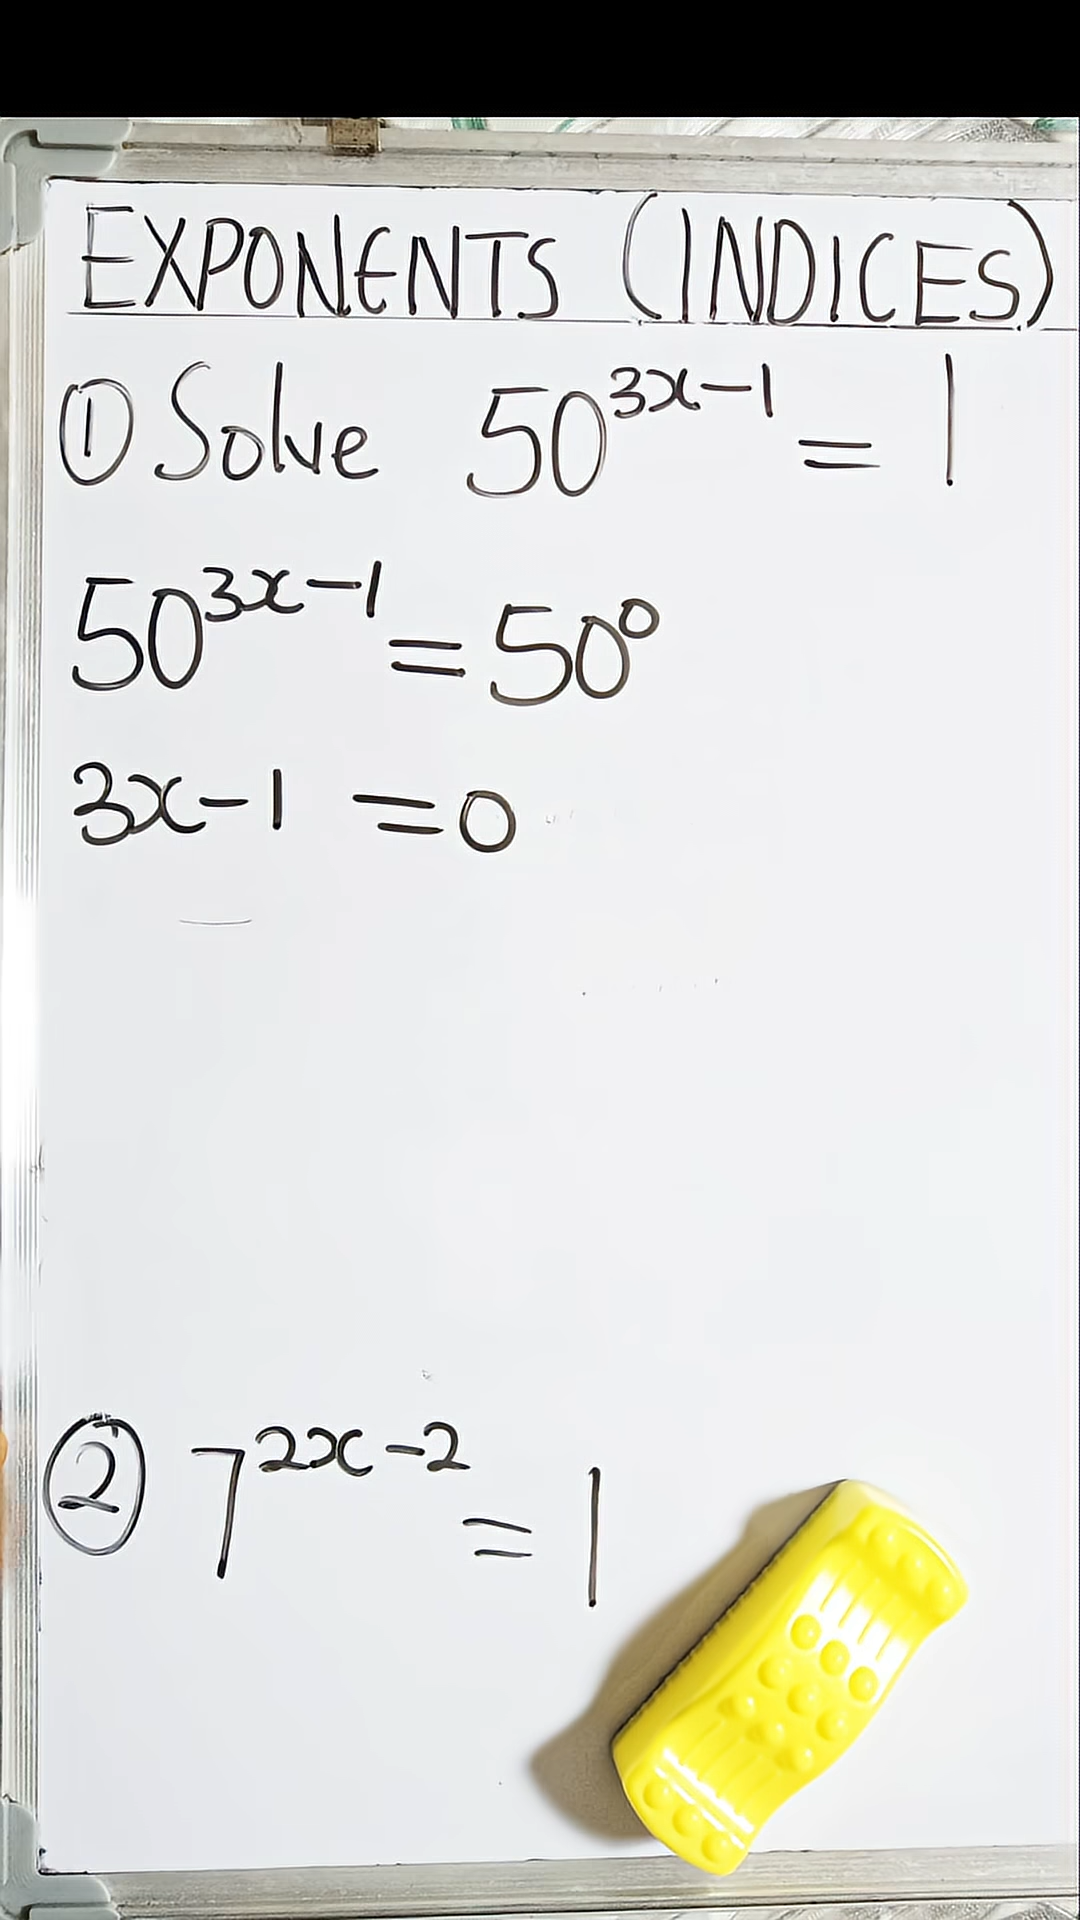 EXPONENTS (INDICES)
① Solve 50^{3x-1} = 1
50^{3x-1} = 50^0
3x-1 = 0
② 7^{2x-2} = 1